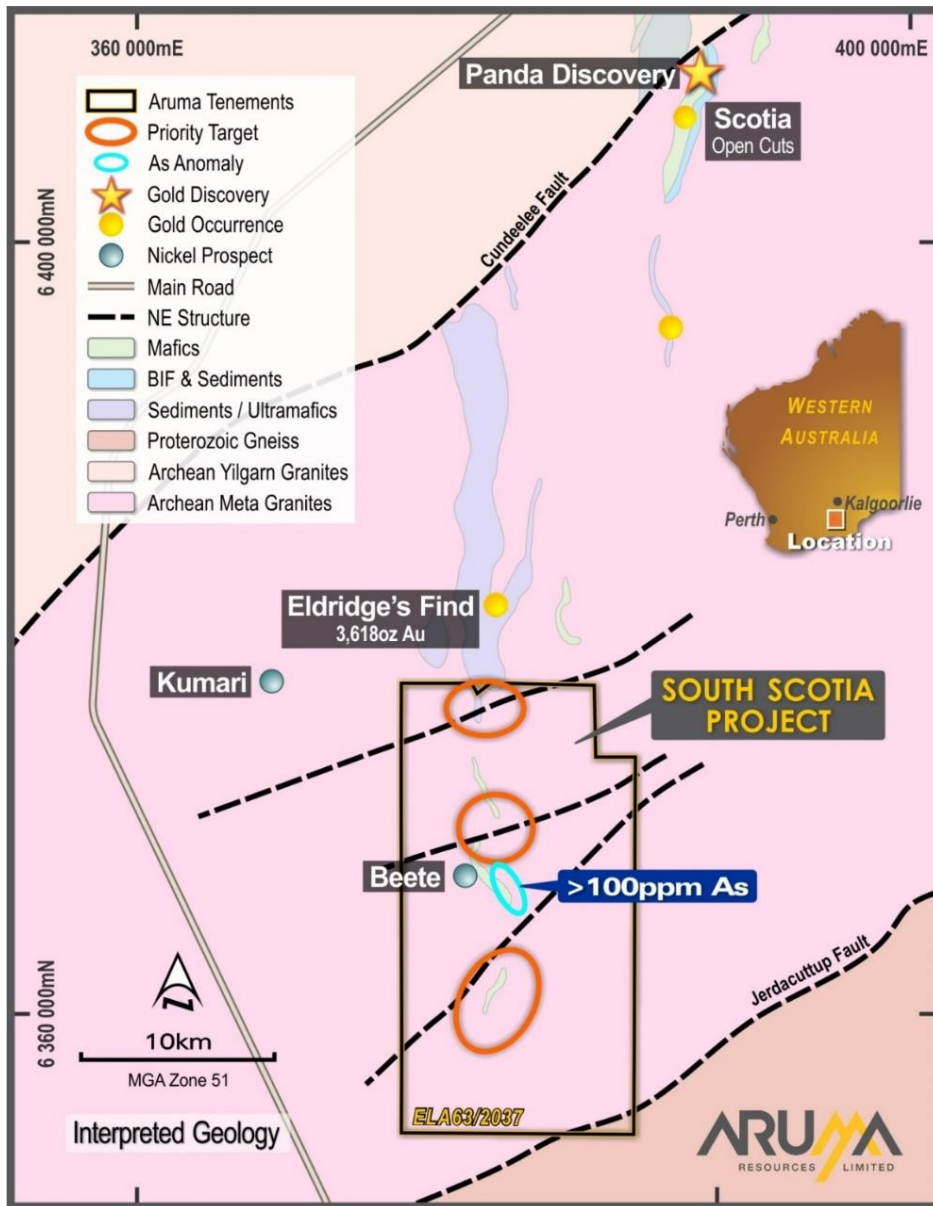 360 000mE
400 000mE
Panda Discovery
Scotia
Open Cuts
Aruma Tenements
Priority Target
As Anomaly
Gold Discovery
Gold Occurrence
Nickel Prospect
Main Road
NE Structure
Mafics
BIF & Sediments
Sediments / Ultramafics
Proterozoic Gneiss
Archean Yilgarn Granites
Archean Meta Granites
6 400 000mN
Cundeelee Fault
WESTERN
AUSTRALIA
Kalgoorlie
Perth
Location
Eldridge's Find
3,618oz Au
Kumari
SOUTH SCOTIA
PROJECT
Beete
>100ppm As
Jerdacuttup Fault
6 360 000mN
N
10km
MGA Zone 51
Interpreted Geology
ELA63/2037
ARUMA
RESOURCES LIMITED